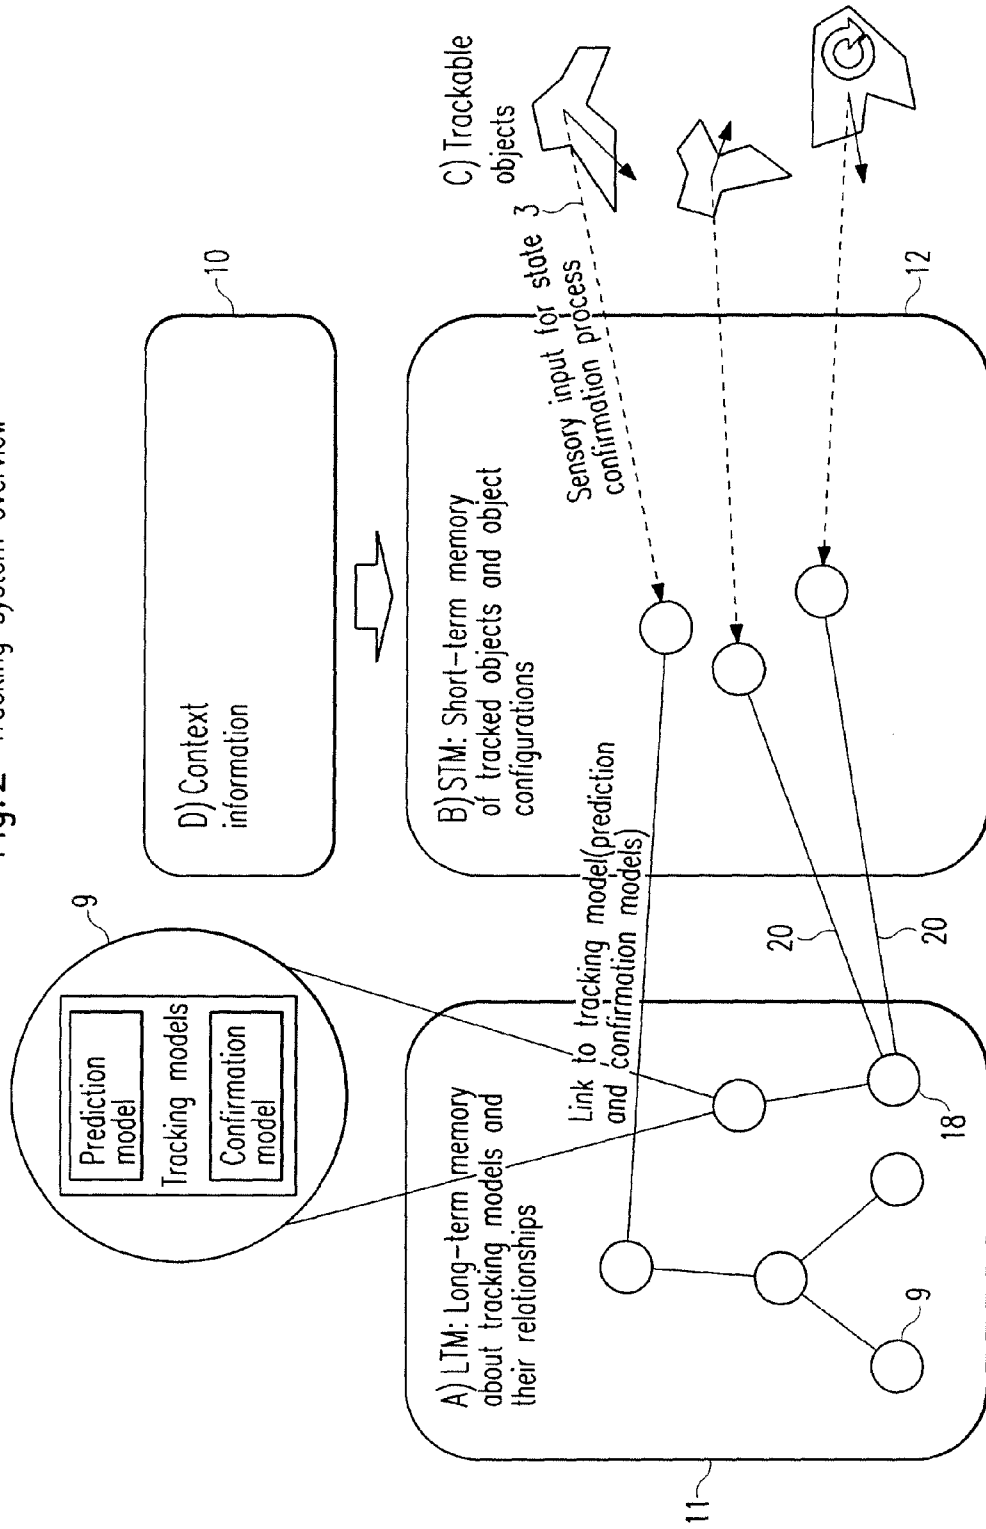 Fig. 2 Tracking system overview
9
Prediction
model
Tracking models
Confirmation
model
D) Context
information
10
A) LTM: Long-term memory
about tracking models and
their relationships
B) STM: Short-term memory
of tracked objects and object
configurations
C) Trackable
objects
Sensory input for state
confirmation process
3
Link to tracking model(prediction
and confirmation models)
20
20
18
9
11
12